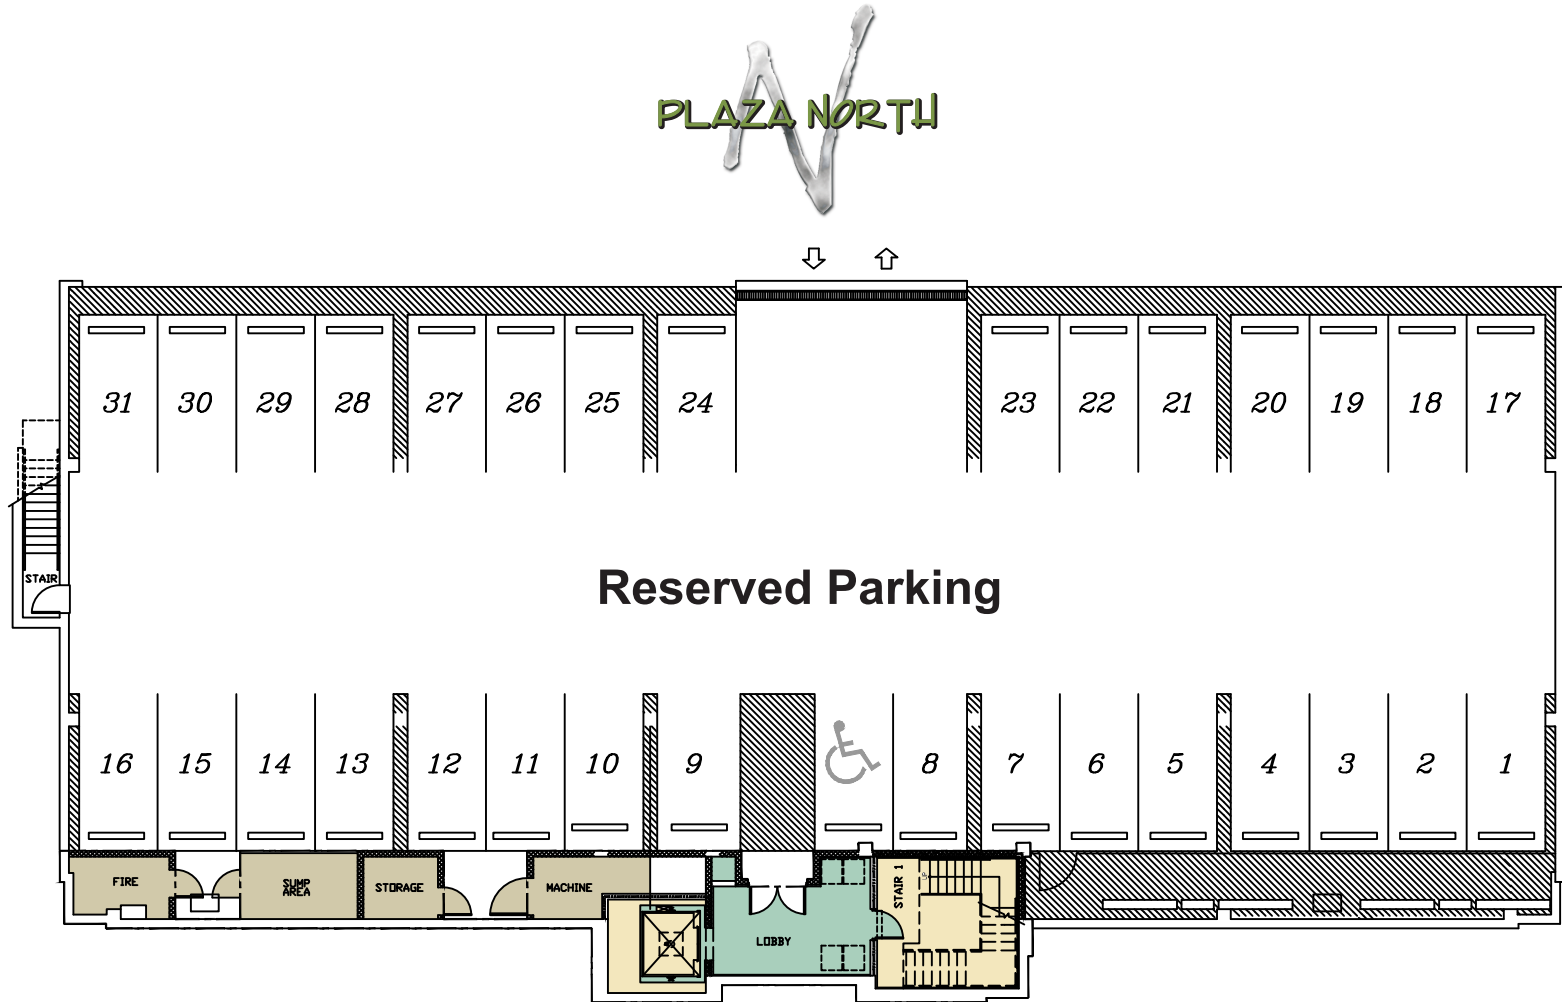 PLAZA NORTH
31 30 29 28 27 26 25 24 23 22 21 20 19 18 17
STAIR
Reserved Parking
16 15 14 13 12 11 10 9 8 7 6 5 4 3 2 1
FIRE
SUMP
AREA
STORAGE
MACHINE
LOBBY
STAIR 1